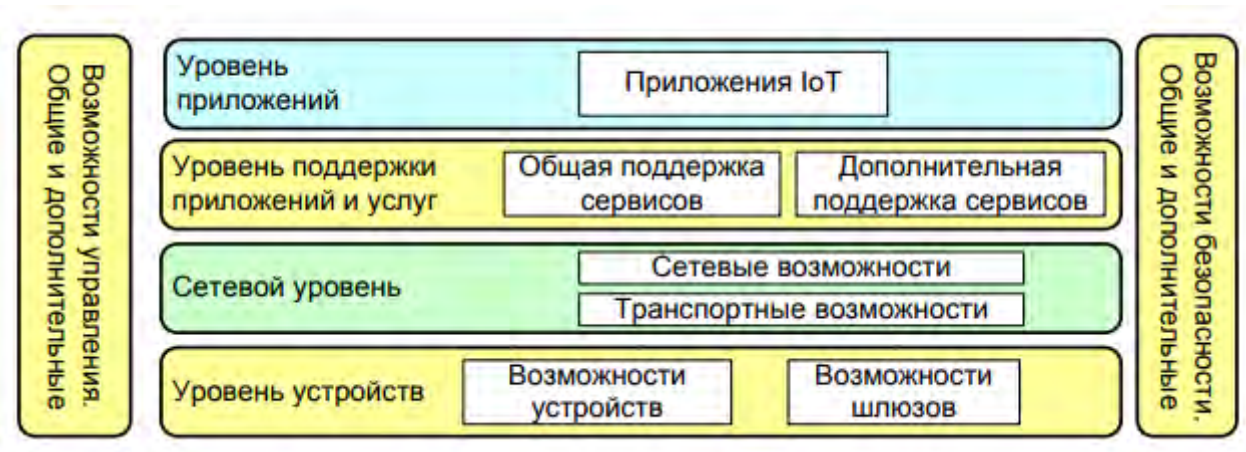 Возможности управления.
Общие и дополнительные
Уровень
приложений
Приложения IoT
Уровень поддержки
приложений и услуг
Общая поддержка
сервисов
Дополнительная
поддержка сервисов
Сетевой уровень
Сетевые возможности
Транспортные возможности
Уровень устройств
Возможности
устройств
Возможности
шлюзов
Возможности безопасности.
Общие и дополнительные